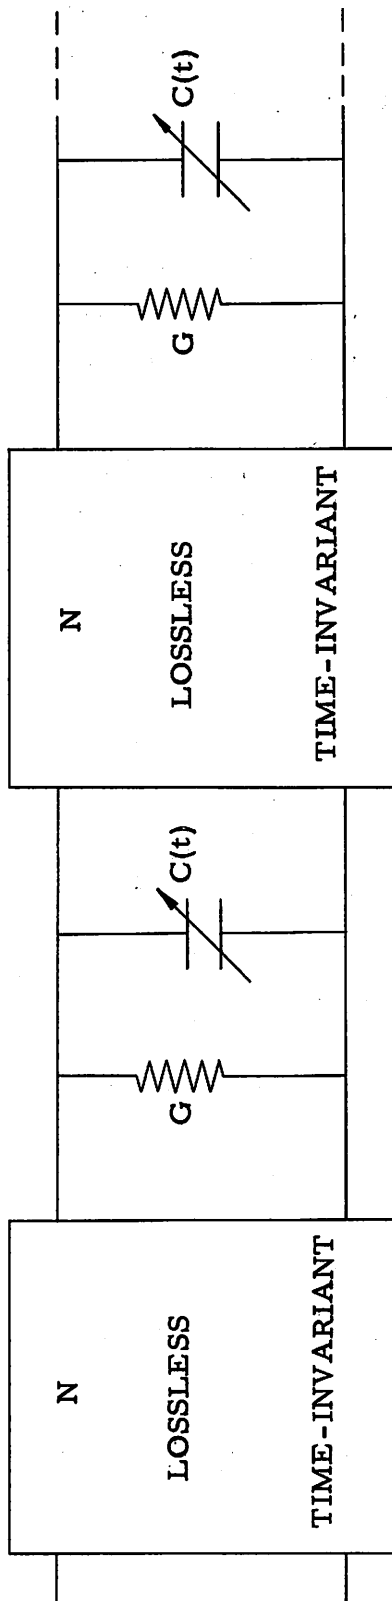 N
LOSSLESS
TIME-INVARIANT
G
C(t)
N
LOSSLESS
TIME-INVARIANT
G
C(t)